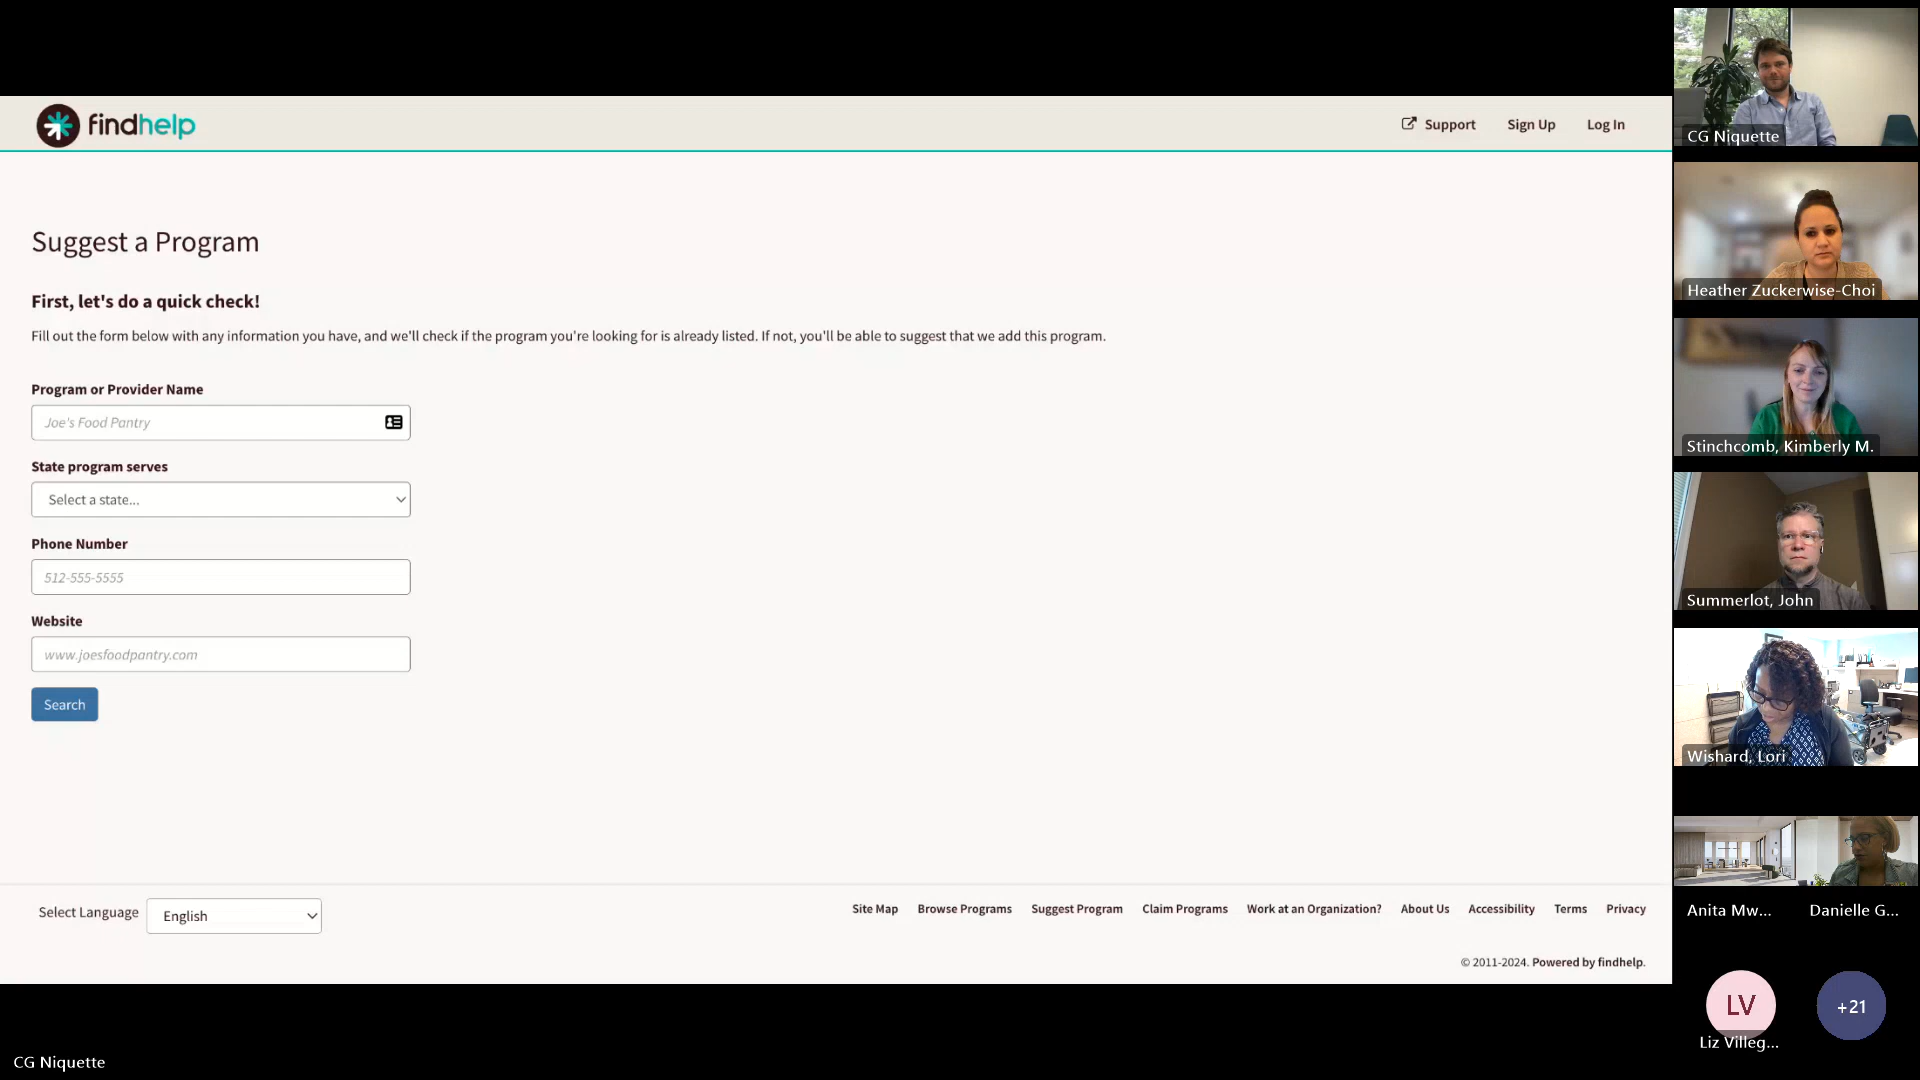 findhelp
Support Sign Up Log In
Suggest a Program
First, let's do a quick check!
Fill out the form below with any information you have, and we'll check if the program you're looking for is already listed. If not, you'll be able to suggest that we add this program.
Program or Provider Name
Joe's Food Pantry
State program serves
Select a state...
Phone Number
512-555-5555
Website
www.joesfoodpantry.com
Search
Select Language English
Site Map Browse Programs Suggest Program Claim Programs Work at an Organization? About Us Accessibility Terms Privacy
© 2011-2024. Powered by findhelp.
CG Niquette
CG Niquette
Heather Zuckerwise-Choi
Stinchcomb, Kimberly M.
Summerlot, John
Wishard, Lori
Anita Mw... Danielle G...
LV +21
Liz Villeg...